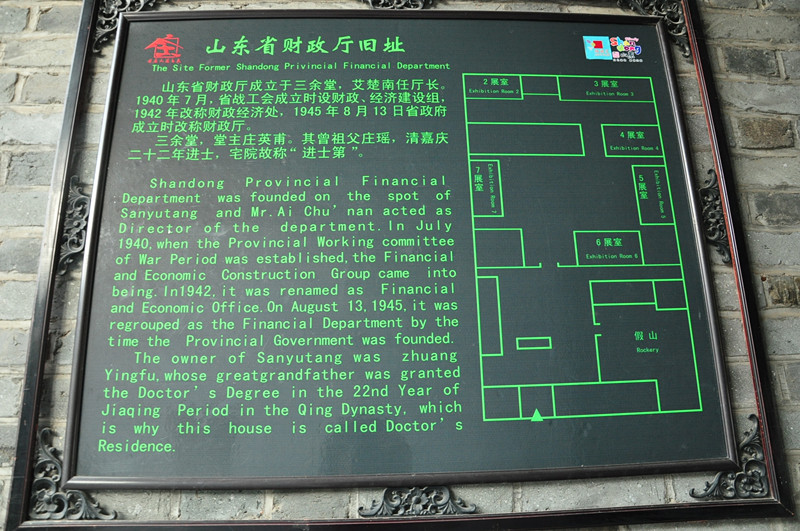 山东省财政厅旧址
The Site Former Shandong Privincial Financial Department
山东省财政厅成立于三余堂，艾楚南任厅长。
1940年7月，省战工会成立时设财政、经济建设组，
1942年改称财政经济处，1945年8月13日省政府
成立时改称财政厅。
三余堂，堂主庄英甫。其曾祖父庄瑶，清嘉庆
二十二年进士，宅院故称“进士第”。
Shandong Provincial Financial
Department was founded on the spot of
Sanyutang and Mr. Ai Chu'nan acted as
Director of the department. In July
1940, when the Provincial Working committee
of War Period was established, the Financial
and Economic Construction Group came into
being. In1942, it was renamed as Financial
and Economic Office. On August 13, 1945, it was
regrouped as the Financial Department by the
time the Provincial Government was founded.
The owner of Sanyutang was zhuang
Yingfu, whose greatgrandfather was granted
the Doctor's Degree in the 22nd Year of
Jiaqing Period in the Qing Dynasty, which
is why this house is called Doctor's
Residence.
2展室
Exhibition Room 2
3展室
Exhibition Room 3
4展室
Exhibition Room 4
7展室
Exhibition Room 7
5展室
Exhibition Room 5
6展室
Exhibition Room 6
假山
Rockery